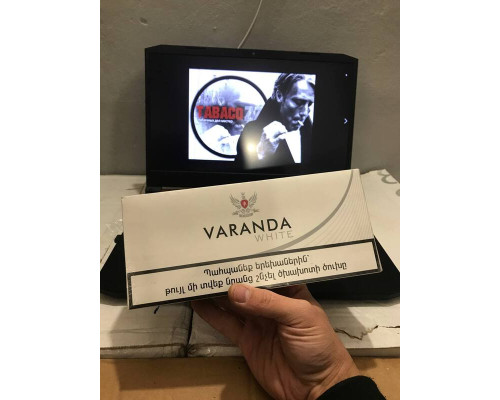 TABACO
VARANDA
WHITE
Պահպանեք երեխաներին՝
թույլ մի տվեք նրանց շնչել ծխախոտի ծուխը